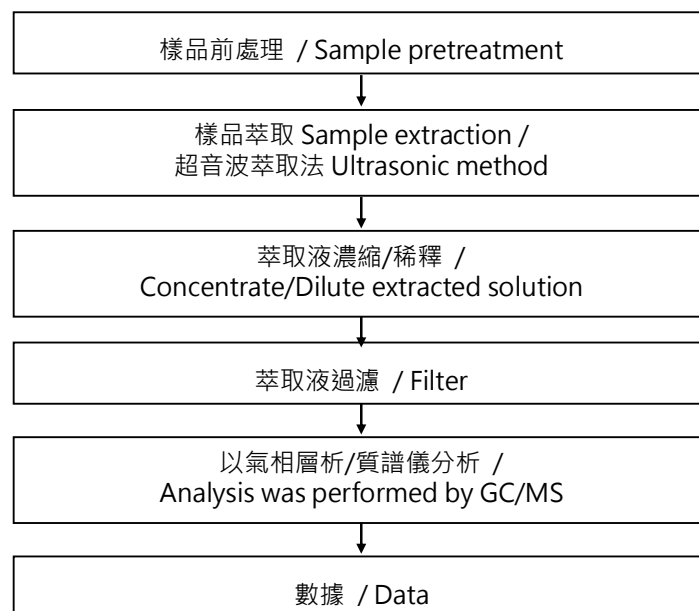 樣品前處理 / Sample pretreatment
樣品萃取 Sample extraction /
超音波萃取法 Ultrasonic method
萃取液濃縮/稀釋 /
Concentrate/Dilute extracted solution
萃取液過濾 / Filter
以氣相層析/質譜儀分析 /
Analysis was performed by GC/MS
數據 / Data